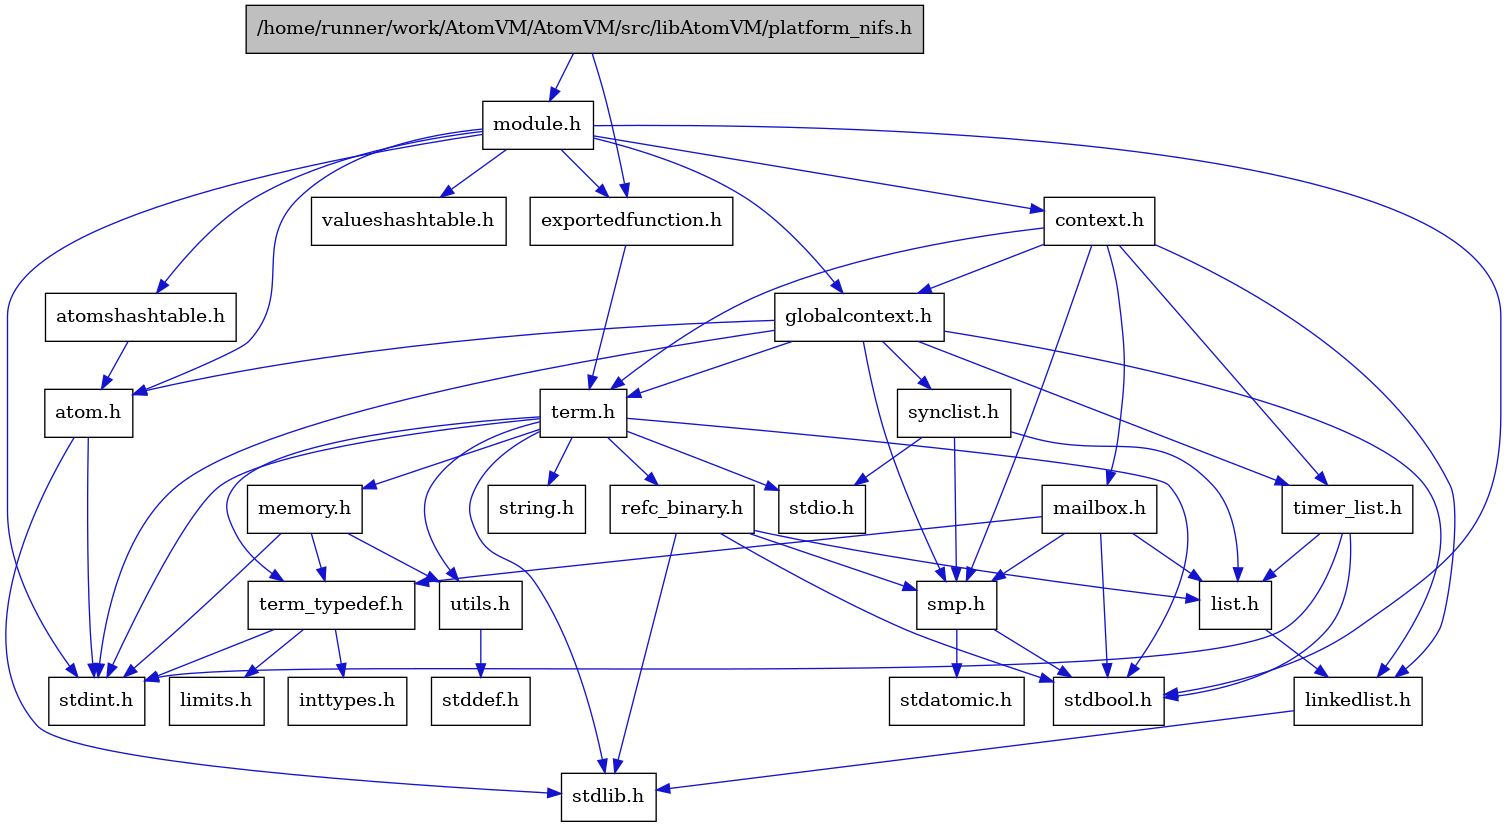 /home/runner/work/AtomVM/AtomVM/src/libAtomVM/platform_nifs.h
module.h
valueshashtable.h
exportedfunction.h
context.h
atomshashtable.h
globalcontext.h
atom.h
term.h
synclist.h
memory.h
string.h
refc_binary.h
stdio.h
mailbox.h
timer_list.h
term_typedef.h
utils.h
smp.h
list.h
stdint.h
limits.h
inttypes.h
stddef.h
stdatomic.h
stdbool.h
linkedlist.h
stdlib.h